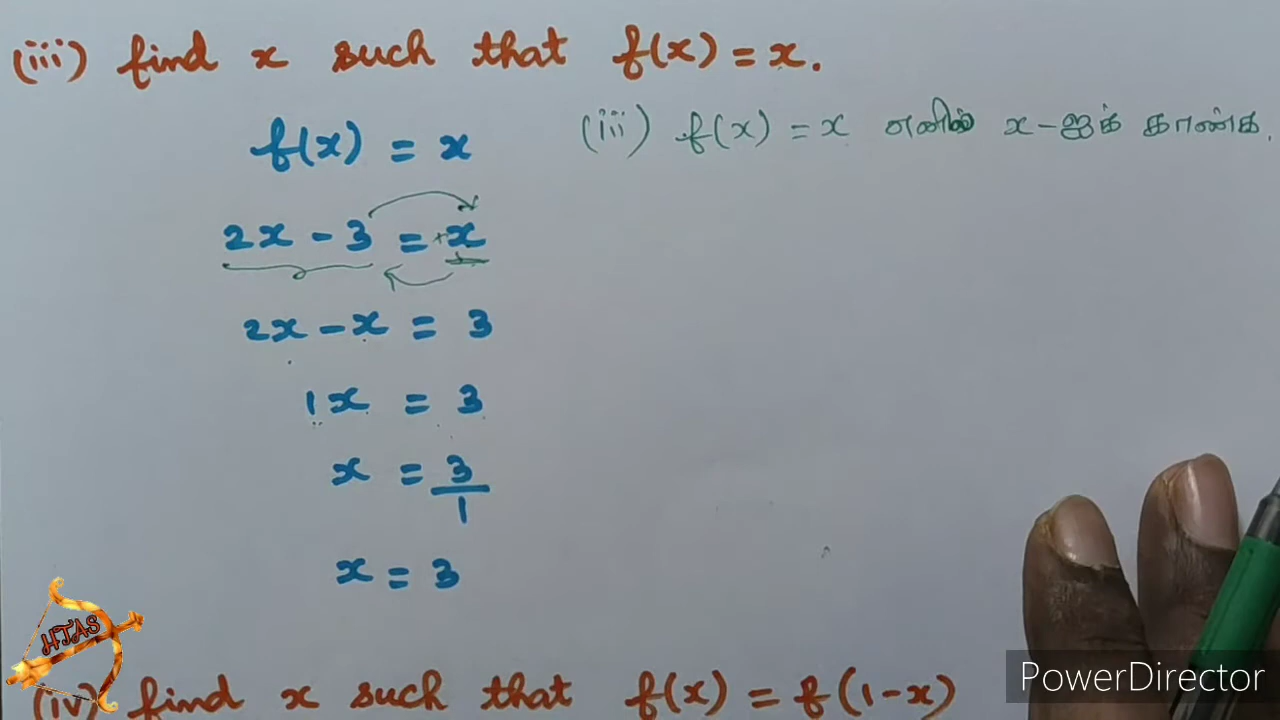 (iii) find x such that f(x) = x.
(iii) f(x) = x எனில் x-ஐக் காண்க.
f(x) = x
2x - 3 = +x
2x - x = 3
1x = 3
x = 3/1
x = 3
HTAS
(iv) find x such that f(x) = f(1-x)
PowerDirector